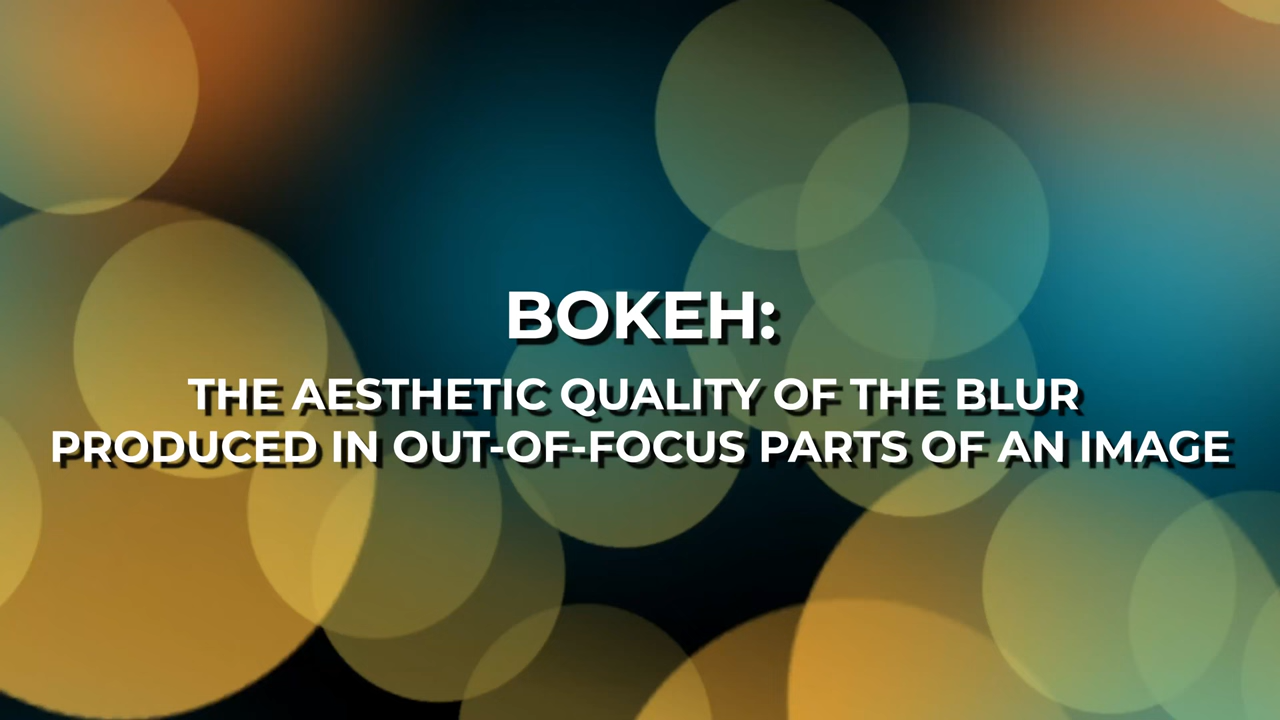 BOKEH:
THE AESTHETIC QUALITY OF THE BLUR
PRODUCED IN OUT-OF-FOCUS PARTS OF AN IMAGE